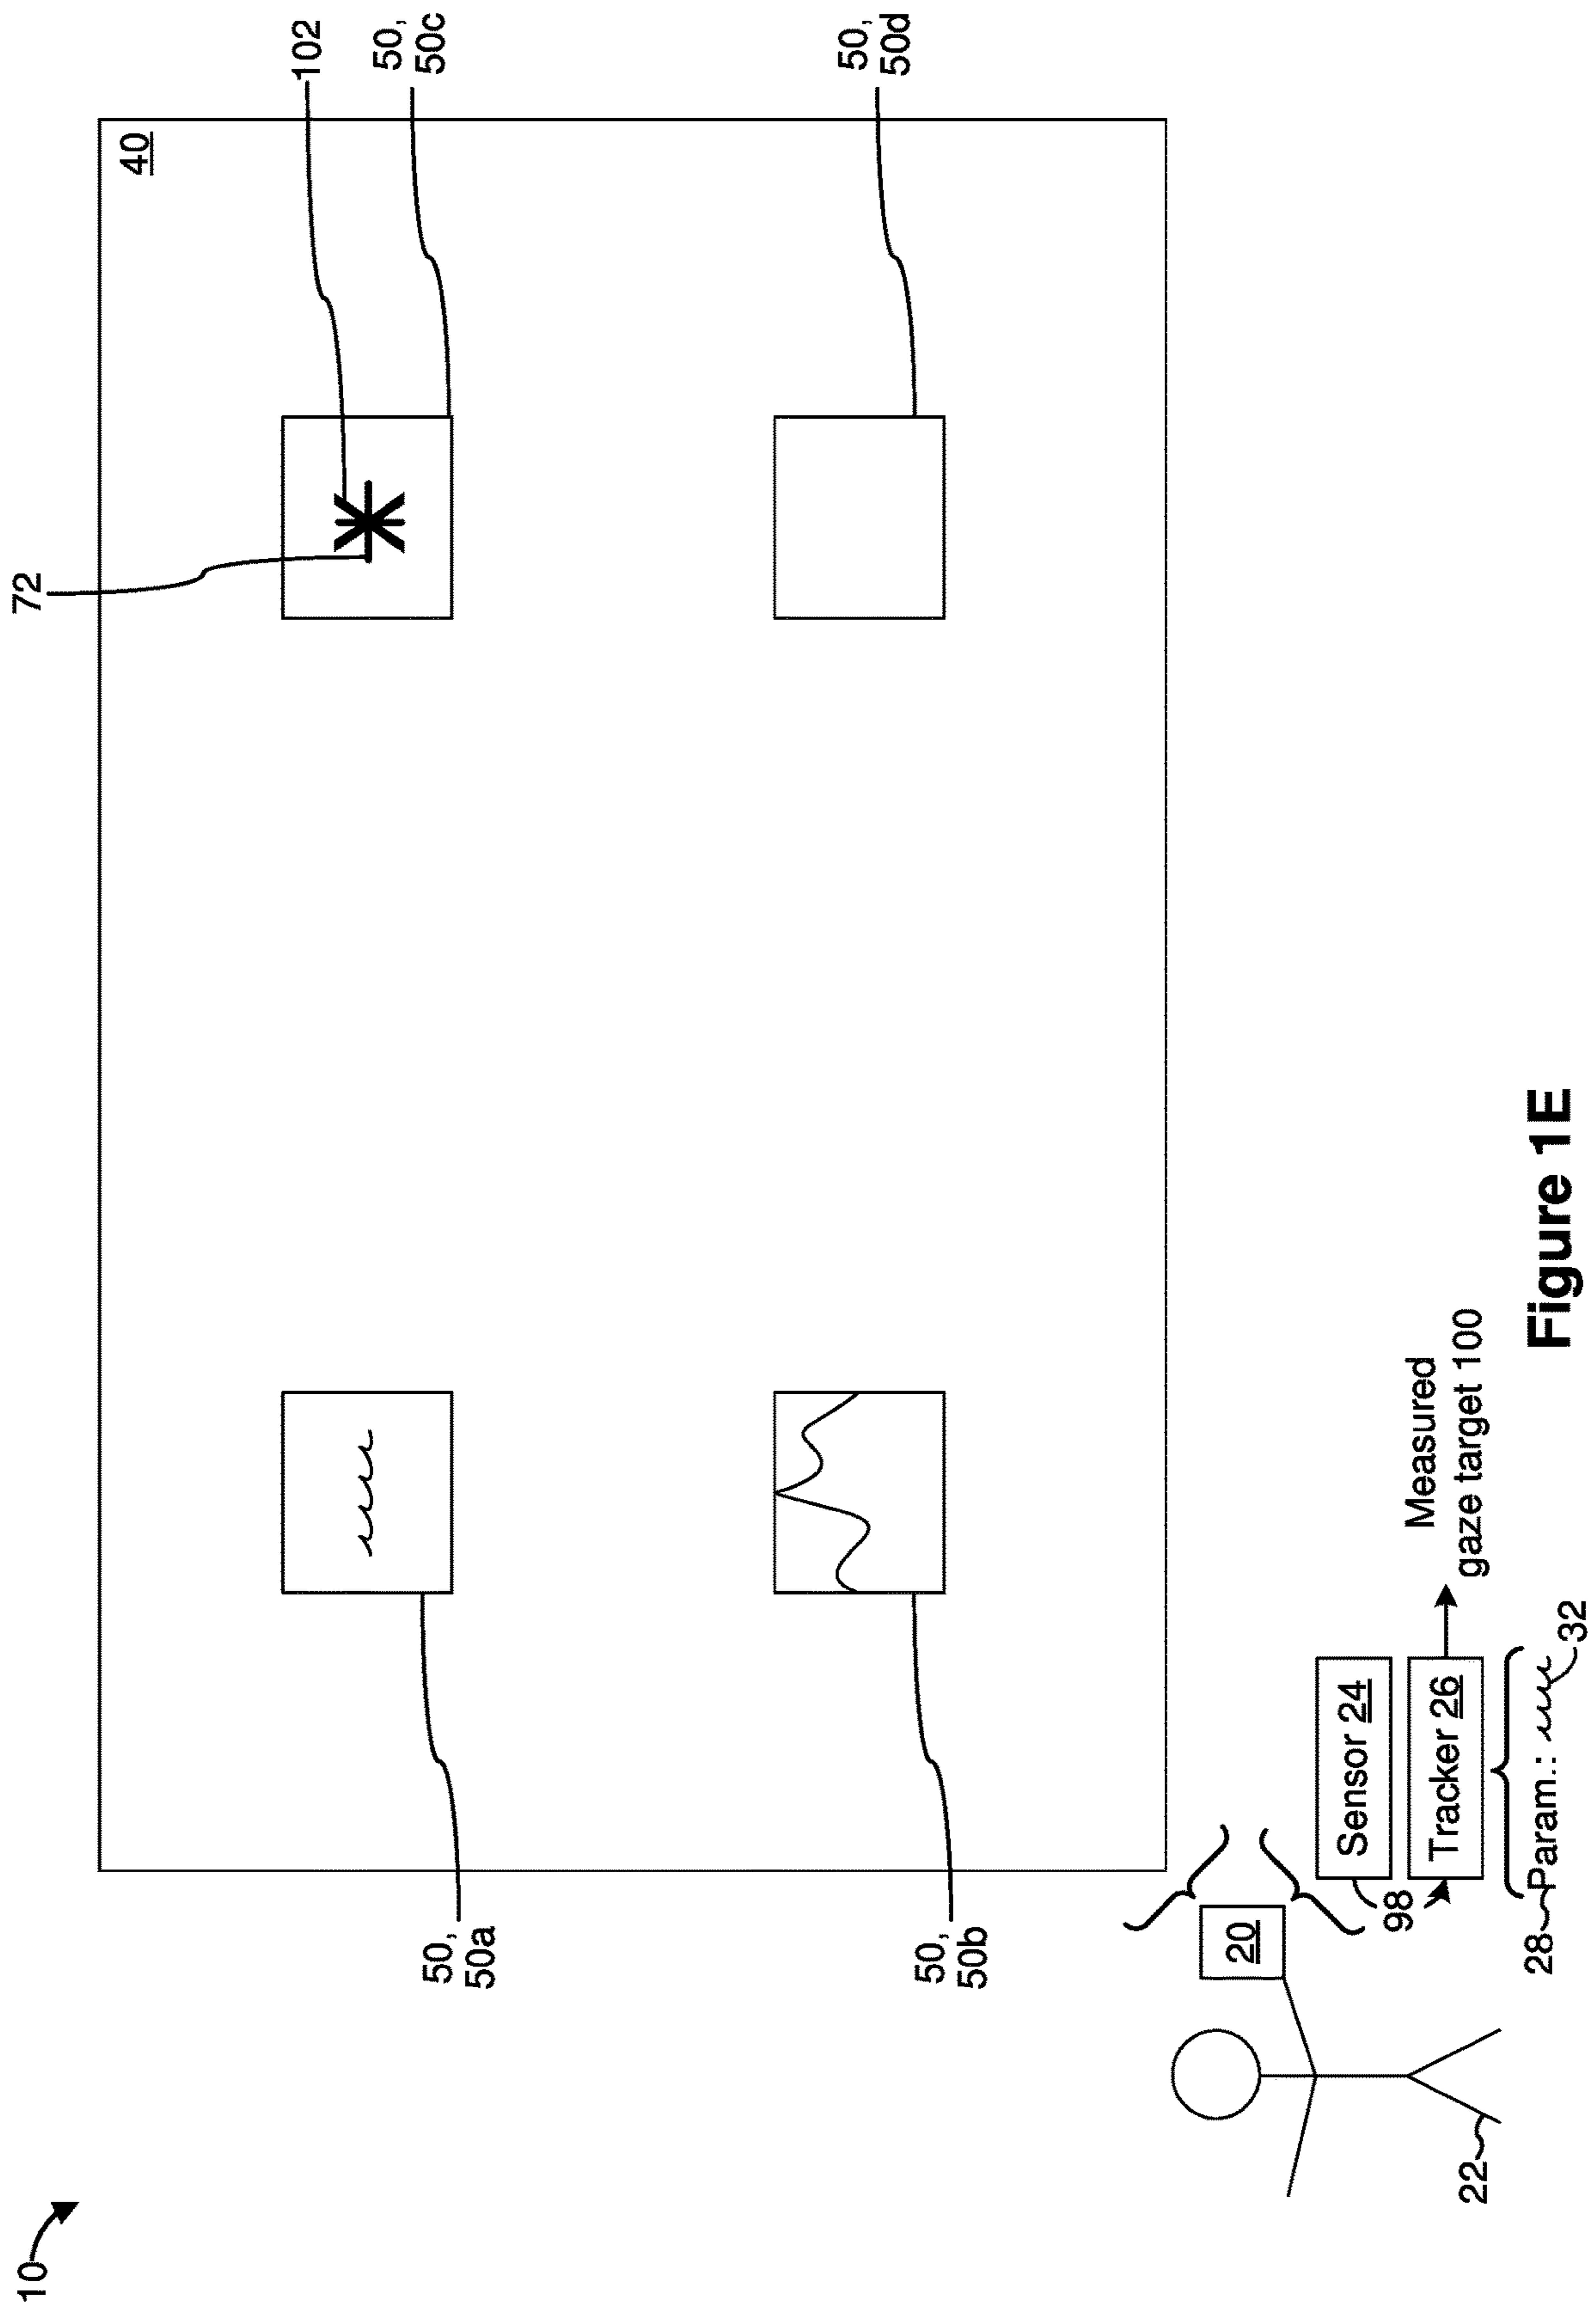 10
72
40
102
50,
50c
50,
50a
50,
50d
50,
50b
20
22
Sensor 24
98
Tracker 26
Measured
gaze target 100
28
Param.:
32
Figure 1E